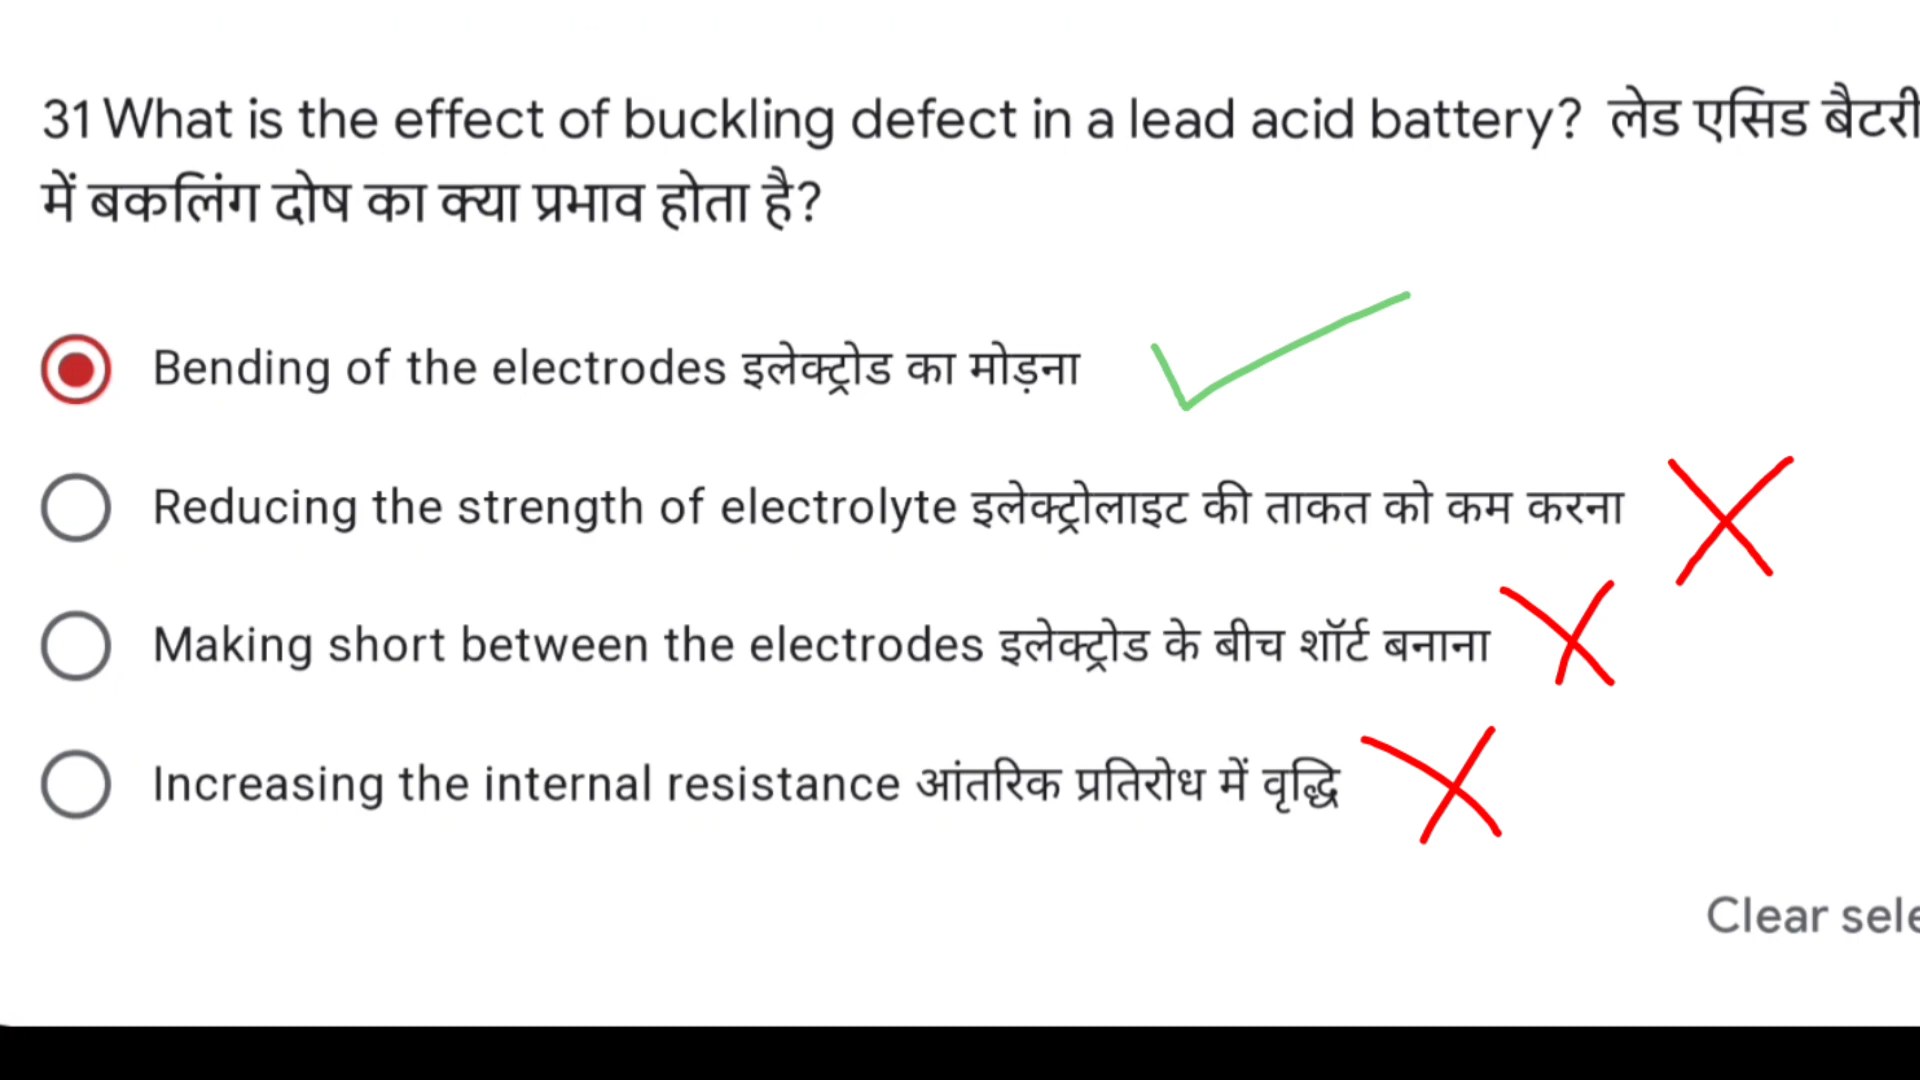 31 What is the effect of buckling defect in a lead acid battery? लेड एसिड बैटरी
में बकलिंग दोष का क्या प्रभाव होता है?
Bending of the electrodes इलेक्ट्रोड का मोड़ना
Reducing the strength of electrolyte इलेक्ट्रोलाइट की ताकत को कम करना
Making short between the electrodes इलेक्ट्रोड के बीच शॉर्ट बनाना
Increasing the internal resistance आंतरिक प्रतिरोध में वृद्धि
Clear sele